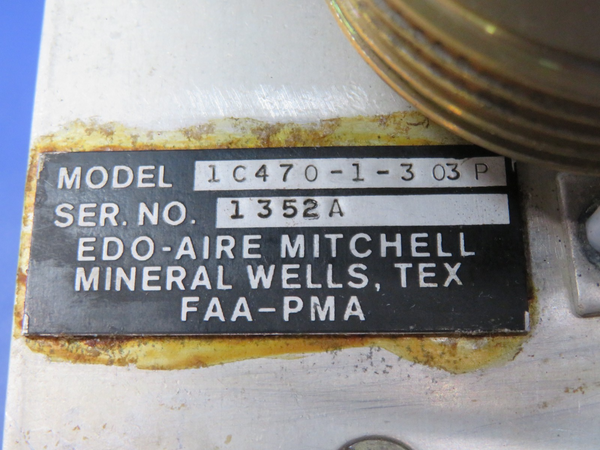 MODEL 1C470-1-3 03 P
SER. NO. 1352A
EDO-AIRE MITCHELL
MINERAL WELLS, TEX
FAA-PMA